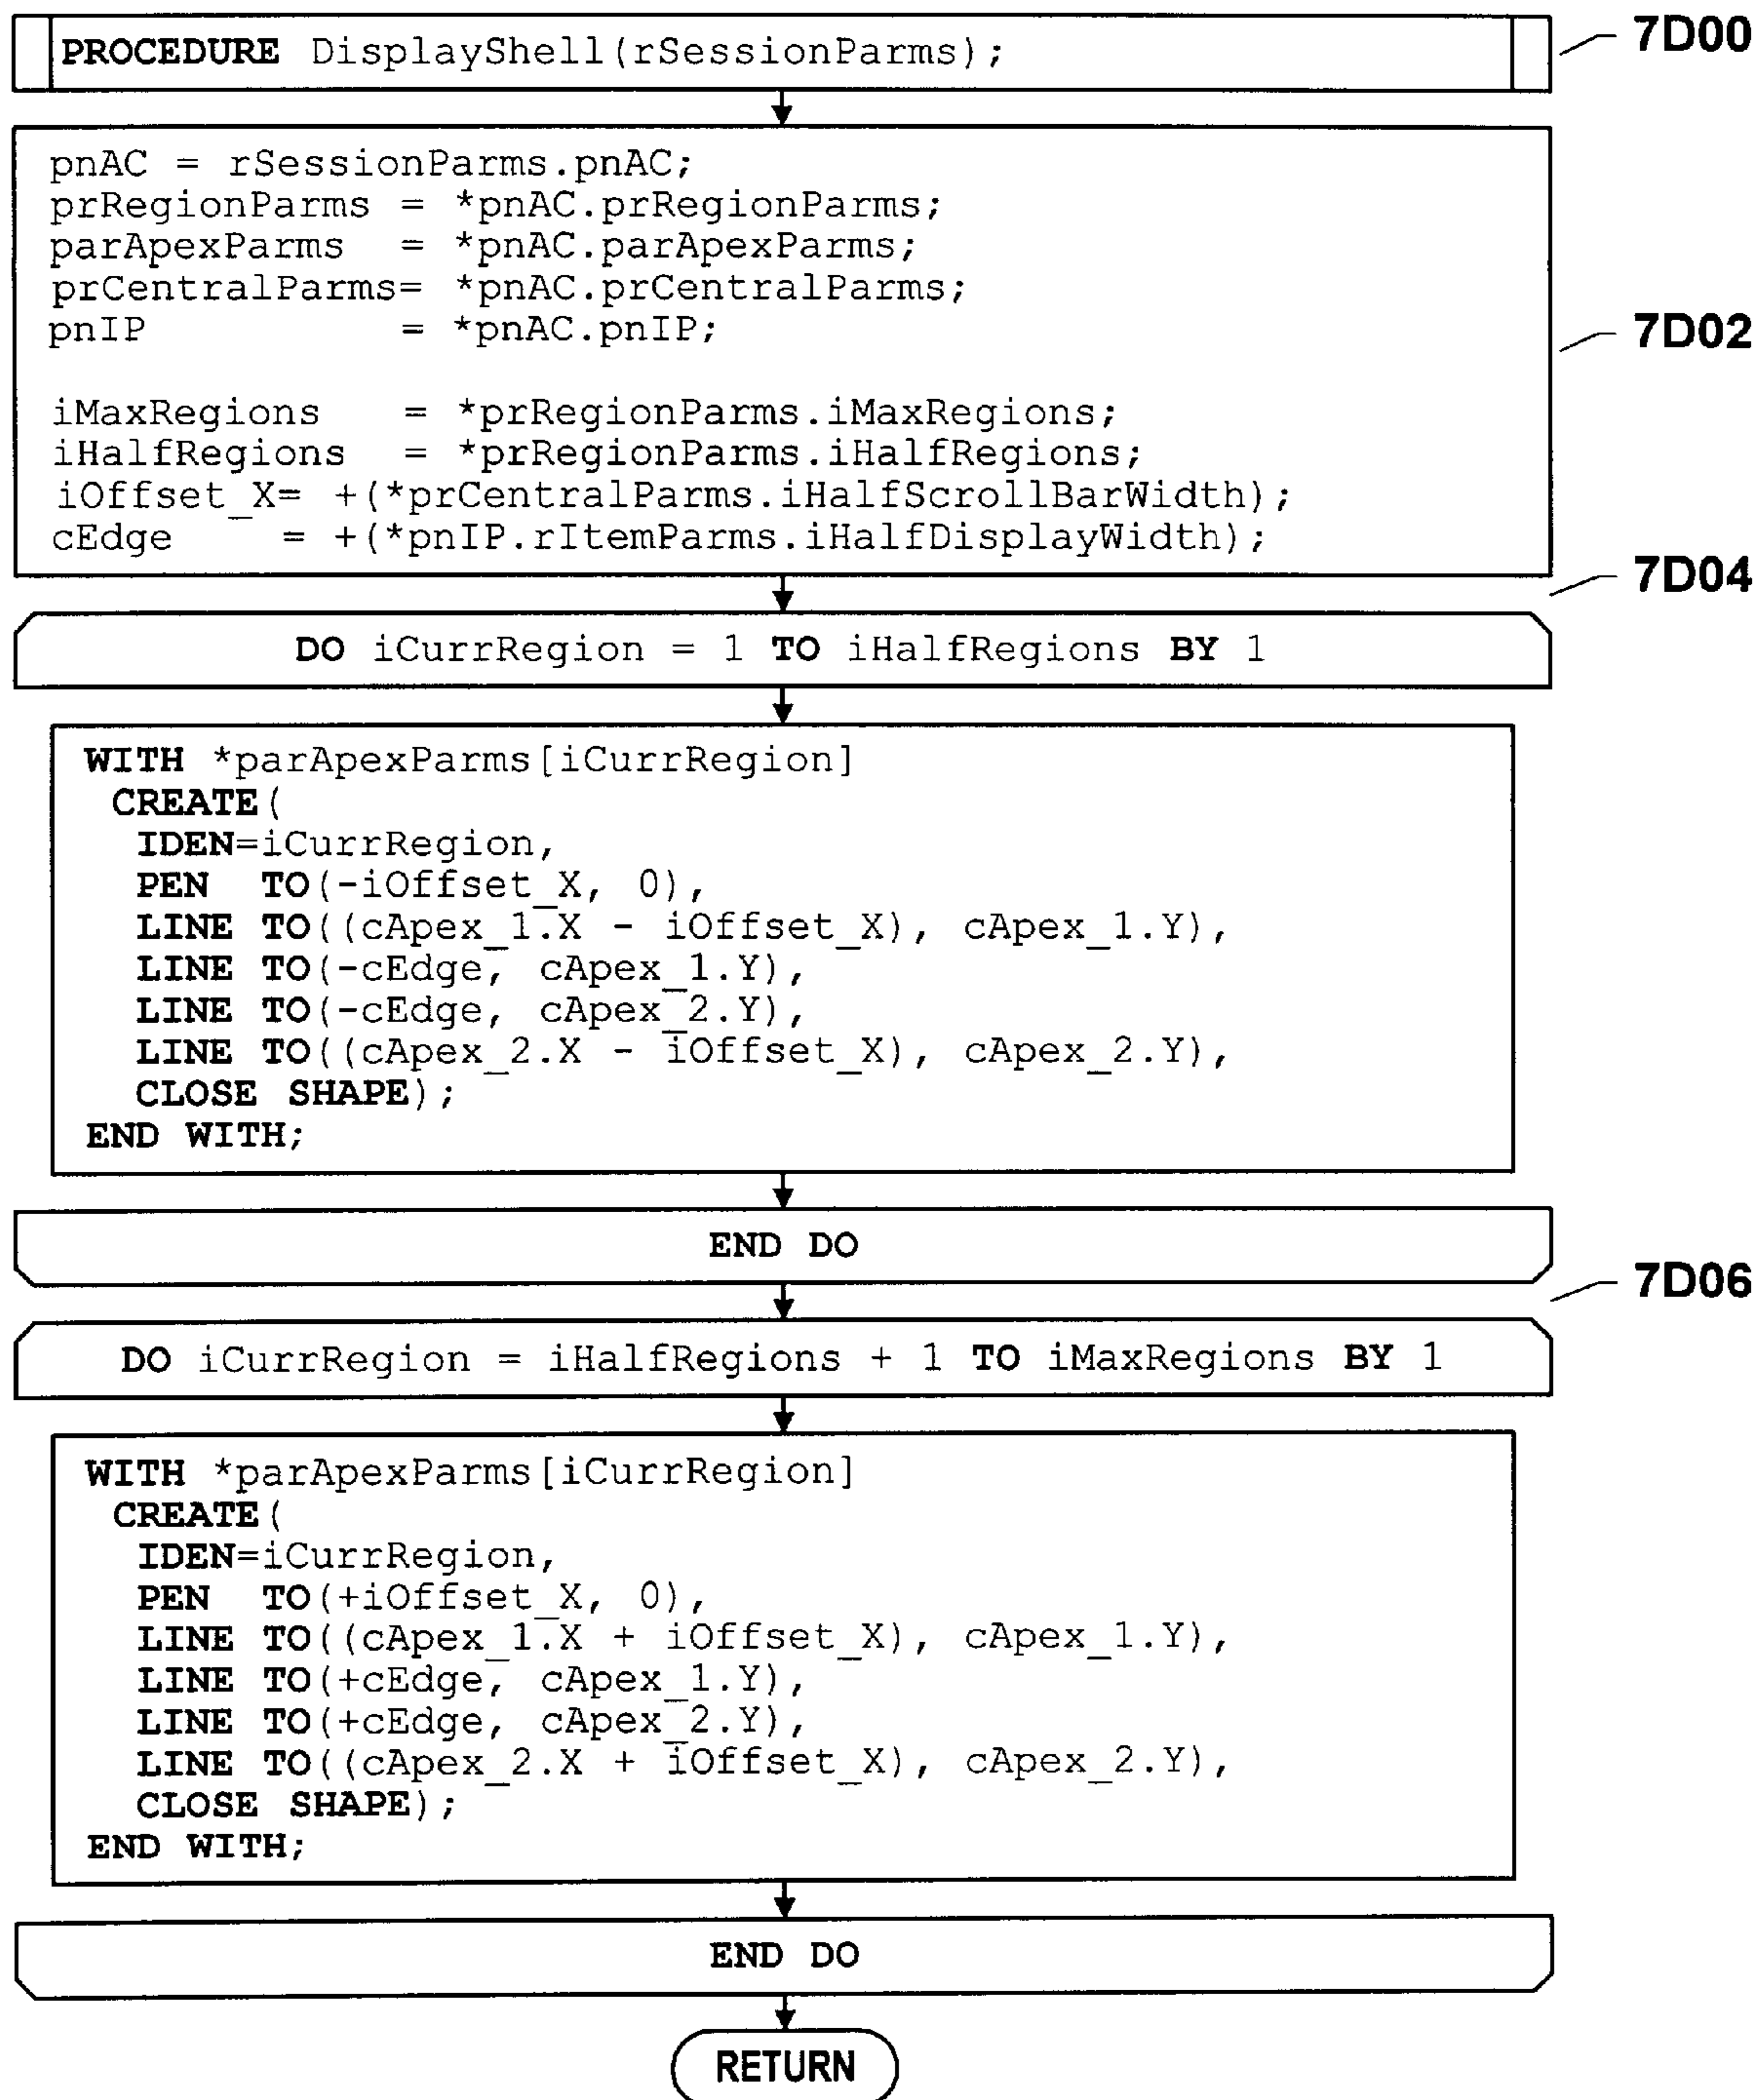 PROCEDURE DisplayShell(rSessionParms);
7D00
pnAC = rSessionParms.pnAC;
prRegionParms = *pnAC.prRegionParms;
parApexParms = *pnAC.parApexParms;
prCentralParms= *pnAC.prCentralParms;
pnIP = *pnAC.pnIP;
7D02
iMaxRegions = *prRegionParms.iMaxRegions;
iHalfRegions = *prRegionParms.iHalfRegions;
iOffset_X= +(*prCentralParms.iHalfScrollBarWidth);
cEdge = +(*pnIP.rItemParms.iHalfDisplayWidth);
7D04
DO iCurrRegion = 1 TO iHalfRegions BY 1
WITH *parApexParms[iCurrRegion]
CREATE(
IDEN=iCurrRegion,
PEN TO(-iOffset_X, 0),
LINE TO((cApex_1.X - iOffset_X), cApex_1.Y),
LINE TO(-cEdge, cApex_1.Y),
LINE TO(-cEdge, cApex_2.Y),
LINE TO((cApex_2.X - iOffset_X), cApex_2.Y),
CLOSE SHAPE);
END WITH;
END DO
7D06
DO iCurrRegion = iHalfRegions + 1 TO iMaxRegions BY 1
WITH *parApexParms[iCurrRegion]
CREATE(
IDEN=iCurrRegion,
PEN TO(+iOffset_X, 0),
LINE TO((cApex_1.X + iOffset_X), cApex_1.Y),
LINE TO(+cEdge, cApex_1.Y),
LINE TO(+cEdge, cApex_2.Y),
LINE TO((cApex_2.X + iOffset_X), cApex_2.Y),
CLOSE SHAPE);
END WITH;
END DO
RETURN